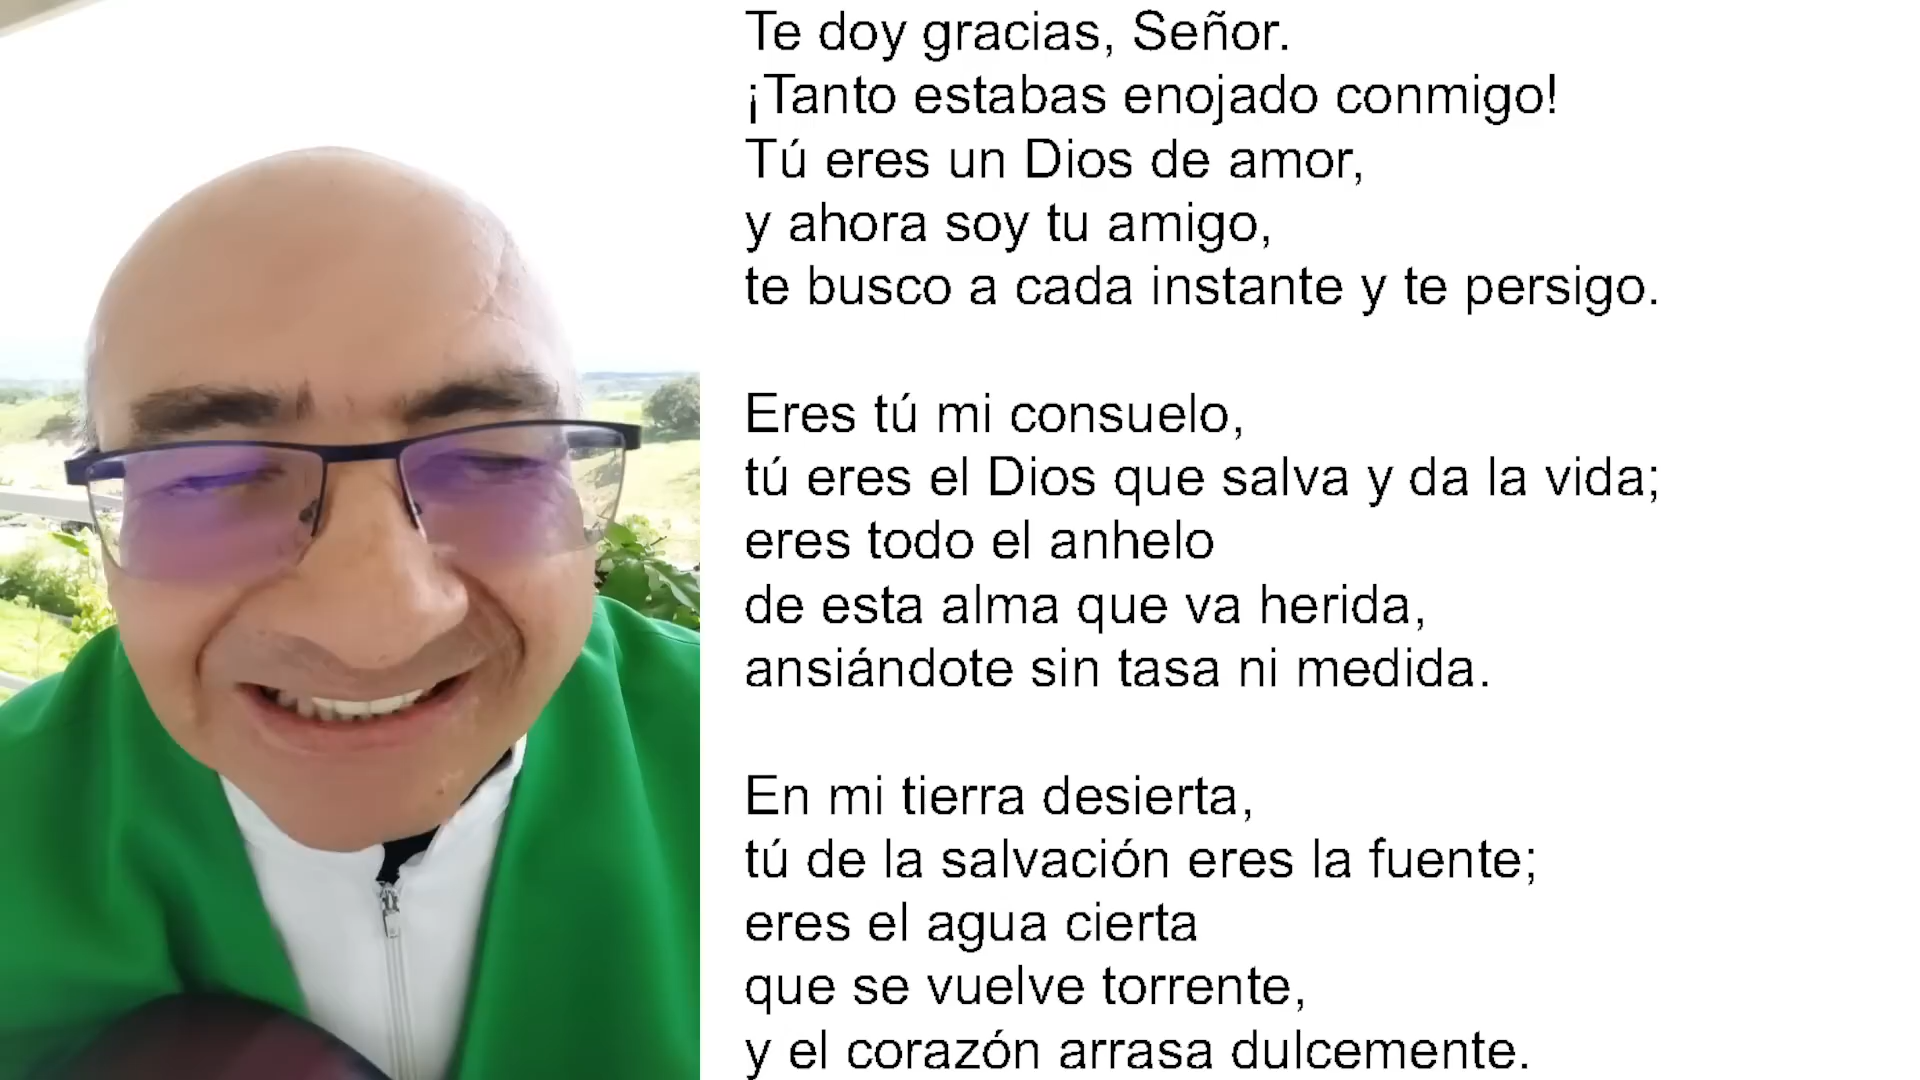 Te doy gracias, Señor.
¡Tanto estabas enojado conmigo!
Tú eres un Dios de amor,
y ahora soy tu amigo,
te busco a cada instante y te persigo.
Eres tú mi consuelo,
tú eres el Dios que salva y da la vida;
eres todo el anhelo
de esta alma que va herida,
ansiándote sin tasa ni medida.
En mi tierra desierta,
tú de la salvación eres la fuente;
eres el agua cierta
que se vuelve torrente,
y el corazón arrasa dulcemente.